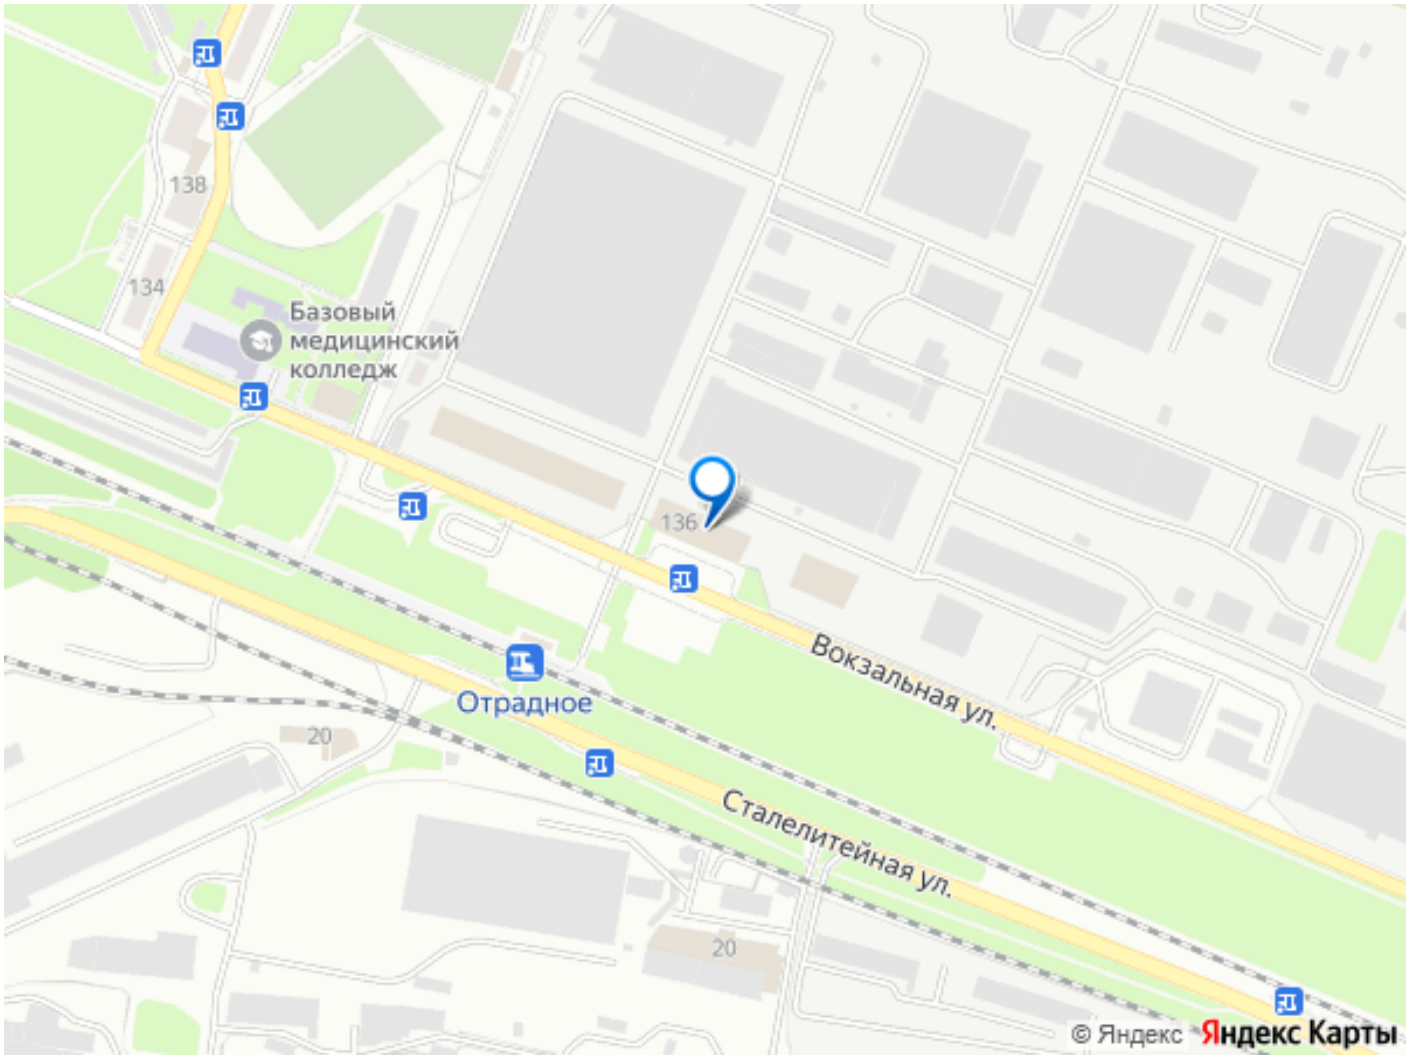 138
134
Базовый
медицинский
колледж
136
Вокзальная ул.
Отрадное
20
Сталелитейная ул.
20
© Яндекс Яндекс Карты